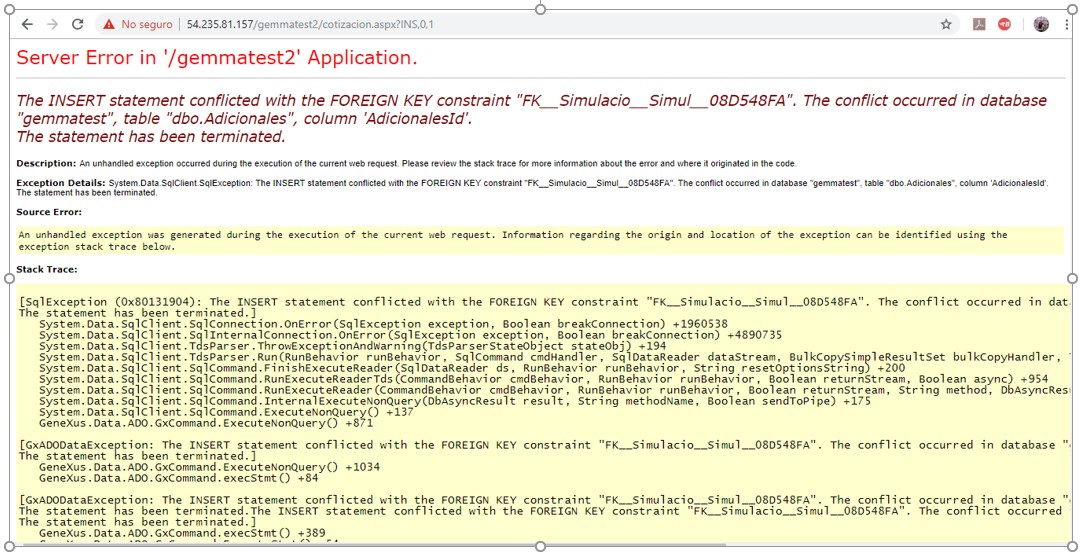 No seguro | 54.235.81.157/gemmatest2/cotizacion.aspx?INS,0,1
Server Error in '/gemmatest2' Application.
The INSERT statement conflicted with the FOREIGN KEY constraint "FK__Simulacio__Simul__08D548FA". The conflict occurred in database
"gemmatest", table "dbo.Adicionales", column 'AdicionalesId'.
The statement has been terminated.
Description: An unhandled exception occurred during the execution of the current web request. Please review the stack trace for more information about the error and where it originated in the code.
Exception Details: System.Data.SqlClient.SqlException: The INSERT statement conflicted with the FOREIGN KEY constraint "FK__Simulacio__Simul__08D548FA". The conflict occurred in database "gemmatest", table "dbo.Adicionales", column 'AdicionalesId'.
The statement has been terminated.
Source Error:
An unhandled exception was generated during the execution of the current web request. Information regarding the origin and location of the exception can be identified using the
exception stack trace below.
Stack Trace:
[SqlException (0x80131904): The INSERT statement conflicted with the FOREIGN KEY constraint "FK__Simulacio__Simul__08D548FA". The conflict occurred in dat
The statement has been terminated.]
System.Data.SqlClient.SqlConnection.OnError(SqlException exception, Boolean breakConnection) +1960538
System.Data.SqlClient.SqlInternalConnection.OnError(SqlException exception, Boolean breakConnection) +4890735
System.Data.SqlClient.TdsParser.ThrowExceptionAndWarning(TdsParserStateObject stateObj) +194
System.Data.SqlClient.TdsParser.Run(RunBehavior runBehavior, SqlCommand cmdHandler, SqlDataReader dataStream, BulkCopySimpleResultSet bulkCopyHandler,
System.Data.SqlClient.SqlCommand.FinishExecuteReader(SqlDataReader ds, RunBehavior runBehavior, String resetOptionsString) +200
System.Data.SqlClient.SqlCommand.RunExecuteReaderTds(CommandBehavior cmdBehavior, RunBehavior runBehavior, Boolean returnStream, Boolean async) +954
System.Data.SqlClient.SqlCommand.RunExecuteReader(CommandBehavior cmdBehavior, RunBehavior runBehavior, Boolean returnStream, String method, DbAsyncRes
System.Data.SqlClient.SqlCommand.InternalExecuteNonQuery(DbAsyncResult result, String methodName, Boolean sendToPipe) +175
System.Data.SqlClient.SqlCommand.ExecuteNonQuery() +137
GeneXus.Data.ADO.GxCommand.ExecuteNonQuery() +871
[GxADODataException: The INSERT statement conflicted with the FOREIGN KEY constraint "FK__Simulacio__Simul__08D548FA". The conflict occurred in database "
The statement has been terminated.]
GeneXus.Data.ADO.GxCommand.ExecuteNonQuery() +1034
GeneXus.Data.ADO.GxCommand.execStmt() +84
[GxADODataException: The INSERT statement conflicted with the FOREIGN KEY constraint "FK__Simulacio__Simul__08D548FA". The conflict occurred in database "
The statement has been terminated.The INSERT statement conflicted with the FOREIGN KEY constraint "FK__Simulacio__Simul__08D548FA". The conflict occurred
The statement has been terminated.]
GeneXus.Data.ADO.GxCommand.execStmt() +389